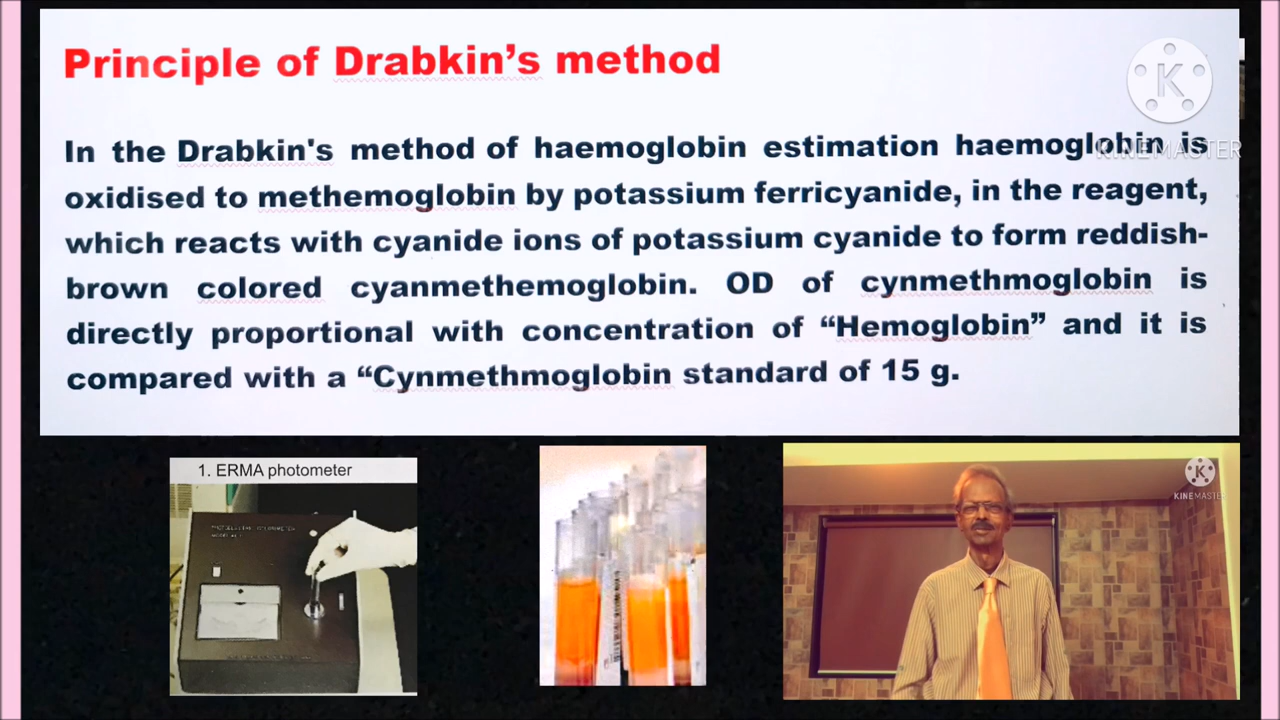 Principle of Drabkin's method
K
KINEMASTER
In the Drabkin's method of haemoglobin estimation haemoglobin is
oxidised to methemoglobin by potassium ferricyanide, in the reagent,
which reacts with cyanide ions of potassium cyanide to form reddish-
brown colored cyanmethemoglobin. OD of cynmethmoglobin is
directly proportional with concentration of “Hemoglobin” and it is
compared with a “Cynmethmoglobin standard of 15 g.
1. ERMA photometer
K
KINEMASTER